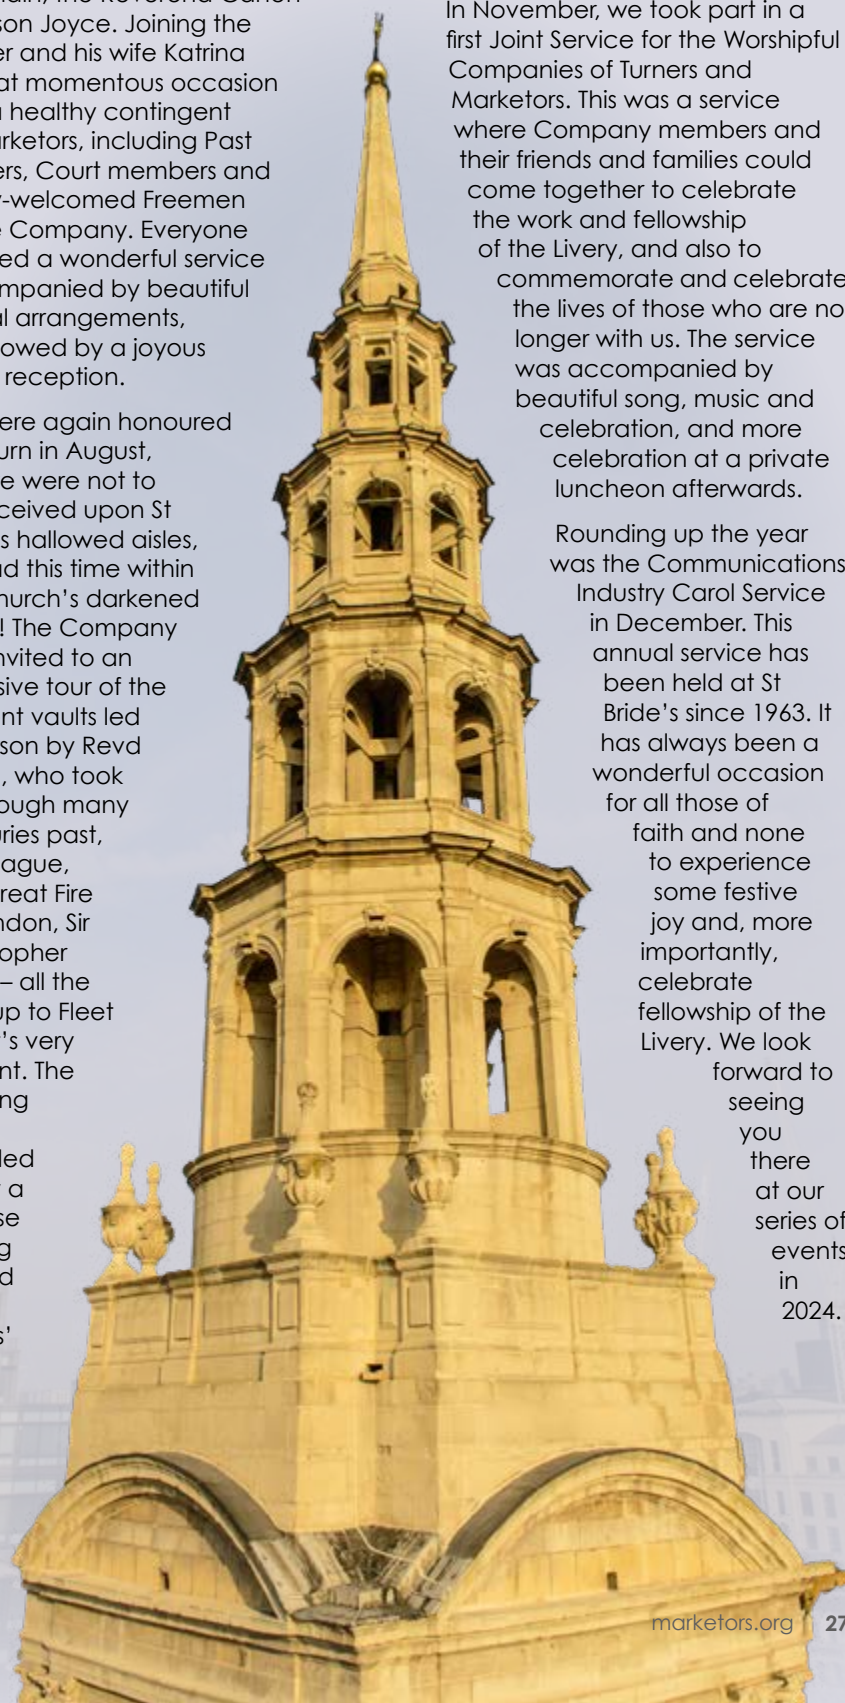 ain, the Reverend Canon
son Joyce. Joining the
er and his wife Katrina
at momentous occasion
a healthy contingent
arketors, including Past
ers, Court members and
y-welcomed Freemen
e Company. Everyone
ed a wonderful service
mpanied by beautiful
al arrangements,
owed by a joyous
reception.
ere again honoured
urn in August,
e were not to
ceived upon St
s hallowed aisles,
ad this time within
hurch’s darkened
! The Company
nvited to an
sive tour of the
nt vaults led
son by Revd
, who took
ough many
ries past,
ague,
reat Fire
ndon, Sir
opher
– all the
up to Fleet
’s very
nt. The
ng
led
a
se
g
d
s’
In November, we took part in a
first Joint Service for the Worshipful
Companies of Turners and
Marketors. This was a service
where Company members and
their friends and families could
come together to celebrate
the work and fellowship
of the Livery, and also to
commemorate and celebrate
the lives of those who are no
longer with us. The service
was accompanied by
beautiful song, music and
celebration, and more
celebration at a private
luncheon afterwards.
Rounding up the year
was the Communications
Industry Carol Service
in December. This
annual service has
been held at St
Bride’s since 1963. It
has always been a
wonderful occasion
for all those of
faith and none
to experience
some festive
joy and, more
importantly,
celebrate
fellowship of the
Livery. We look
forward to
seeing
you
there
at our
series of
events
in
2024.
marketors.org 27